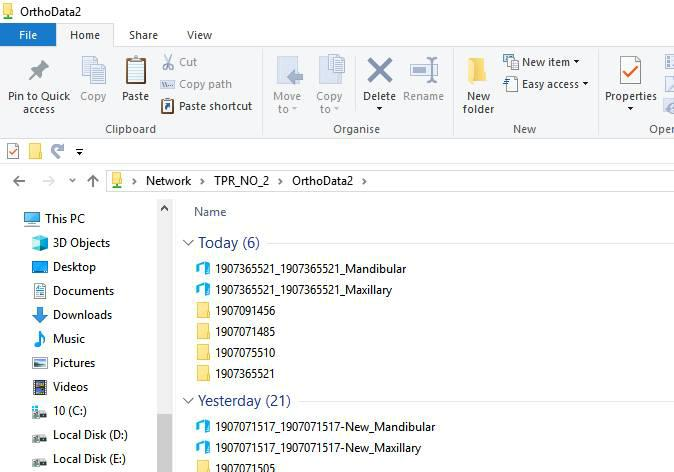 OrthoData2
File Home Share View
Pin to Quick access
Copy
Paste
Cut
Copy path
Paste shortcut
Clipboard
Move to
Copy to
Delete
Rename
Organise
New folder
New item
Easy access
New
Properties
Network > TPR_NO_2 > OrthoData2 >
This PC
3D Objects
Desktop
Documents
Downloads
Music
Pictures
Videos
10 (C:)
Local Disk (D:)
Local Disk (E:)
Name
Today (6)
1907365521_1907365521_Mandibular
1907365521_1907365521_Maxillary
1907091456
1907071485
1907075510
1907365521
Yesterday (21)
1907071517_1907071517-New_Mandibular
1907071517_1907071517-New_Maxillary
1907071505